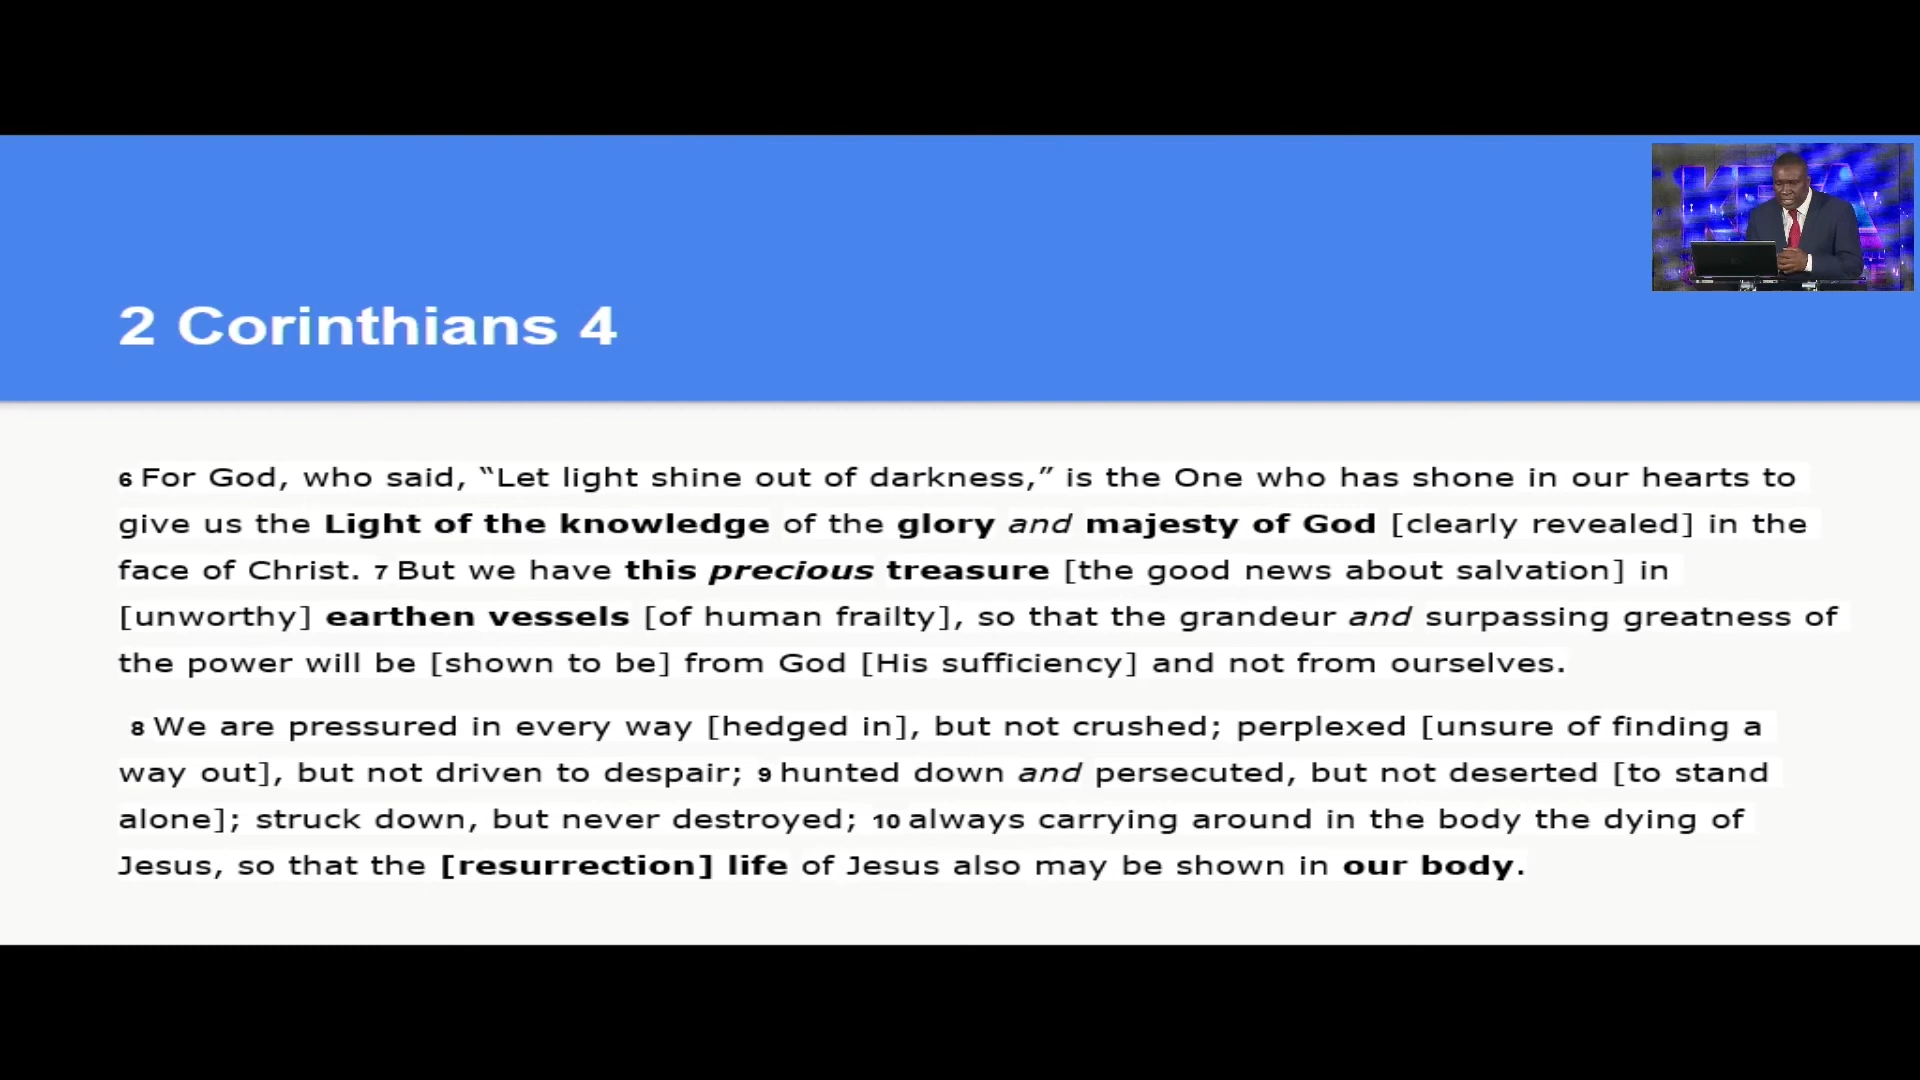 2 Corinthians 4
6 For God, who said, “Let light shine out of darkness,” is the One who has shone in our hearts to
give us the Light of the knowledge of the glory and majesty of God [clearly revealed] in the
face of Christ. 7 But we have this precious treasure [the good news about salvation] in
[unworthy] earthen vessels [of human frailty], so that the grandeur and surpassing greatness of
the power will be [shown to be] from God [His sufficiency] and not from ourselves.
8 We are pressured in every way [hedged in], but not crushed; perplexed [unsure of finding a
way out], but not driven to despair; 9 hunted down and persecuted, but not deserted [to stand
alone]; struck down, but never destroyed; 10 always carrying around in the body the dying of
Jesus, so that the [resurrection] life of Jesus also may be shown in our body.